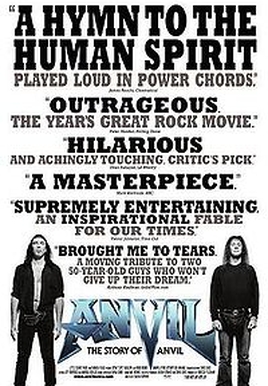 "A HYMN TO THE
HUMAN SPIRIT
PLAYED LOUD IN POWER CHORDS."
"OUTRAGEOUS.
THE YEAR'S GREAT ROCK MOVIE."
"HILARIOUS
AND ACHINGLY TOUCHING. CRITIC'S PICK."
"A MASTERPIECE."
"SUPREMELY ENTERTAINING.
AN INSPIRATIONAL FABLE
FOR OUR TIMES."
"BROUGHT ME TO TEARS.
A MOVING TRIBUTE TO TWO
50-YEAR-OLD GUYS WHO WON'T
GIVE UP THEIR DREAM."
ANVIL
THE STORY OF ANVIL